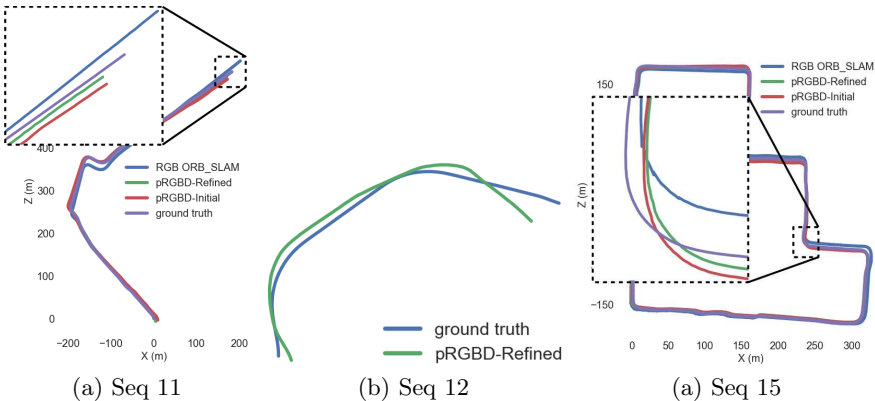 400
300
200
100
0
Z (m)
−200
−100
0
100
200
X (m)
RGB ORB_SLAM
pRGBD-Refined
pRGBD-Initial
ground truth
(a) Seq 11
ground truth
pRGBD-Refined
(b) Seq 12
150
−150
Z (m)
0
50
100
150
200
250
300
X (m)
RGB ORB_SLAM
pRGBD-Refined
pRGBD-Initial
ground truth
(a) Seq 15